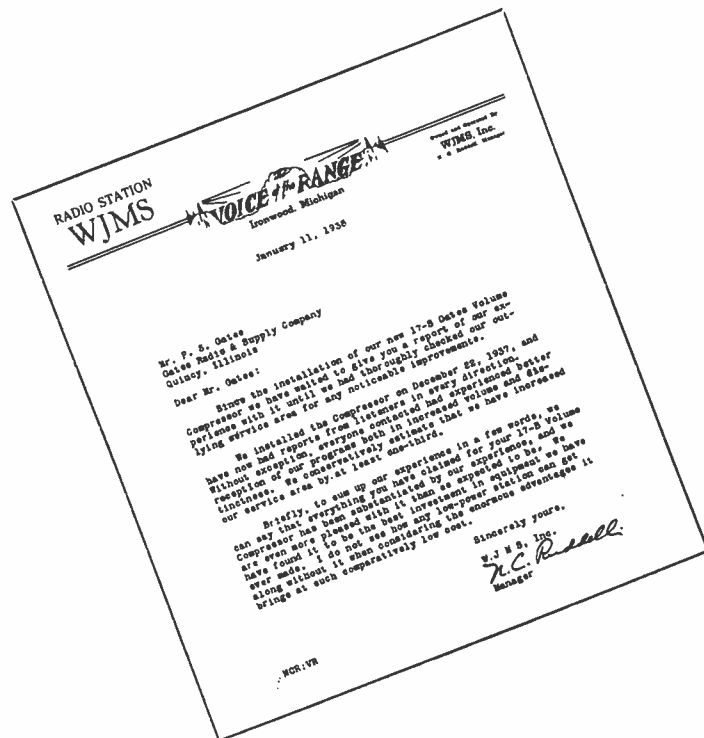 RADIO STATION
WJMS
VOICE of the RANGE
Ironwood, Michigan
Owned and Operated By
WJMS, Inc.
Manager
January 11, 1938
Mr. P. S. Gates
Gates Radio & Supply Company
Quincy, Illinois
Dear Mr. Gates:
Since the installation of our new 17-B Gates Volume
Compressor we have waited to give you a report of our ex-
perience with it until we had thoroughly checked our out-
lying service area for any noticeable improvements.
We installed the Compressor on December 22, 1937, and
have now had reports from listeners in every direction.
Without exception, everyone contacted had experienced better
reception of our programs both in increased volume and dis-
tinctness. We conservatively estimate that we have increased
our service area by at least one-third.
Briefly, to sum up our experience in a few words, we
can say that everything you have claimed for your 17-B Volume
Compressor has been substantiated by our experience, and we
are even more pleased with it than we expected to be. We
have found it to be the best investment in equipment we have
ever made. I do not see how any low-power station can get
along without it when considering the enormous advantages it
brings at such comparatively low cost.
Sincerely yours,
W J M S, Inc.
N.C. Ruddell
Manager
NCR:VR